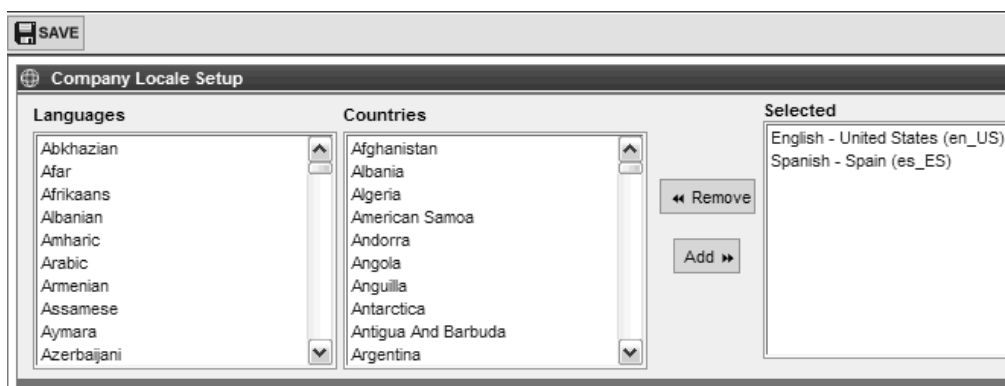 SAVE
Company Locale Setup
Languages
Abkhazian
Afar
Afrikaans
Albanian
Amharic
Arabic
Armenian
Assamese
Aymara
Azerbaijani
Countries
Afghanistan
Albania
Algeria
American Samoa
Andorra
Angola
Anguilla
Antarctica
Antigua And Barbuda
Argentina
Remove
Add
Selected
English - United States (en_US)
Spanish - Spain (es_ES)